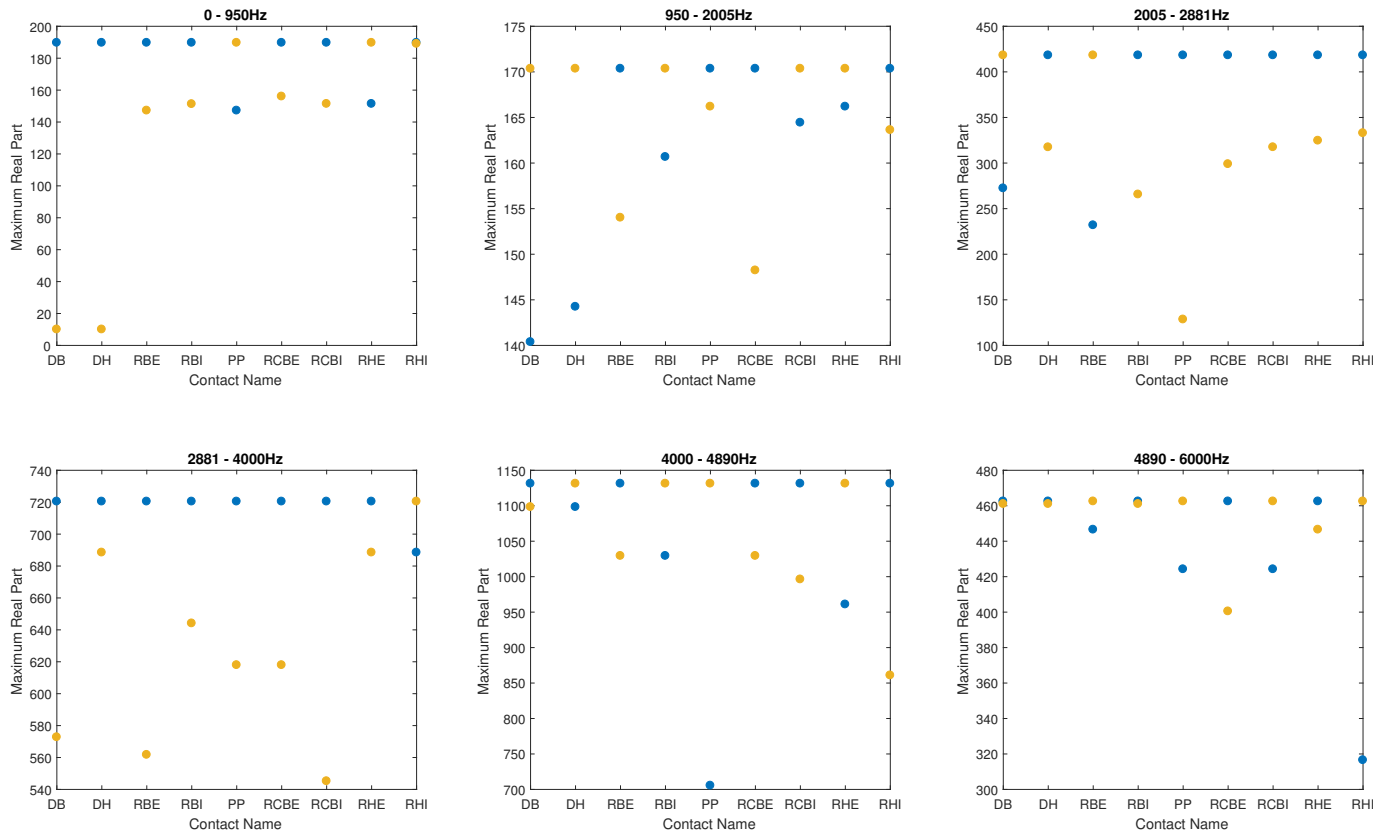 0 - 950Hz
200
180
160
140
120
100
80
60
40
20
0
Maximum Real Part
DB DH RBE RBI PP RCBE RCBI RHE RHI
Contact Name
950 - 2005Hz
175
170
165
160
155
150
145
140
Maximum Real Part
DB DH RBE RBI PP RCBE RCBI RHE RHI
Contact Name
2005 - 2881Hz
450
400
350
300
250
200
150
100
Maximum Real Part
DB DH RBE RBI PP RCBE RCBI RHE RHI
Contact Name
2881 - 4000Hz
740
720
700
680
660
640
620
600
580
560
540
Maximum Real Part
DB DH RBE RBI PP RCBE RCBI RHE RHI
Contact Name
4000 - 4890Hz
1150
1100
1050
1000
950
900
850
800
750
700
Maximum Real Part
DB DH RBE RBI PP RCBE RCBI RHE RHI
Contact Name
4890 - 6000Hz
480
460
440
420
400
380
360
340
320
300
Maximum Real Part
DB DH RBE RBI PP RCBE RCBI RHE RHI
Contact Name